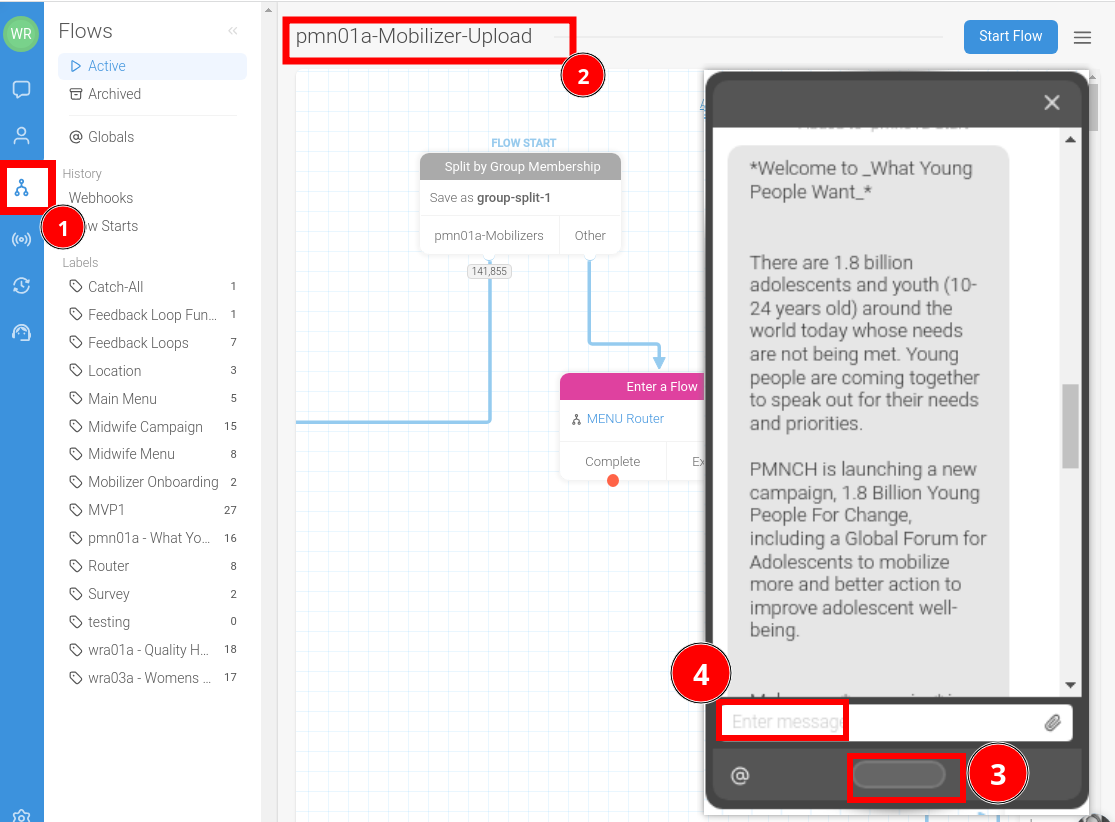 WR
Flows
«
Active
Archived
@ Globals
History
Webhooks
Starts
Labels
Catch-All 1
Feedback Loop Fun... 1
Feedback Loops 7
Location 3
Main Menu 5
Midwife Campaign 15
Midwife Menu 8
Mobilizer Onboarding 2
MVP1 27
pmn01a - What Yo... 16
Router 8
Survey 2
testing 0
wra01a - Quality H... 18
wra03a - Womens ... 17
1
pmn01a-Mobilizer-Upload
2
Start Flow
FLOW START
Split by Group Membership
Save as group-split-1
pmn01a-Mobilizers Other
141,855
Enter a Flow
MENU Router
Complete
*Welcome to _What Young
People Want_*
There are 1.8 billion
adolescents and youth (10-
24 years old) around the
world today whose needs
are not being met. Young
people are coming together
to speak out for their needs
and priorities.
PMNCH is launching a new
campaign, 1.8 Billion Young
People For Change,
including a Global Forum for
Adolescents to mobilize
more and better action to
improve adolescent well-
being.
4
Enter message
@
3